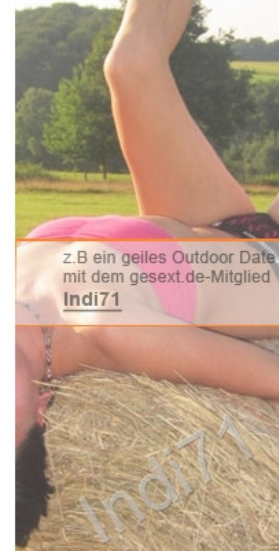 z.B ein geiles Outdoor Date
mit dem gesext.de-Mitglied
Indi71
Indi71